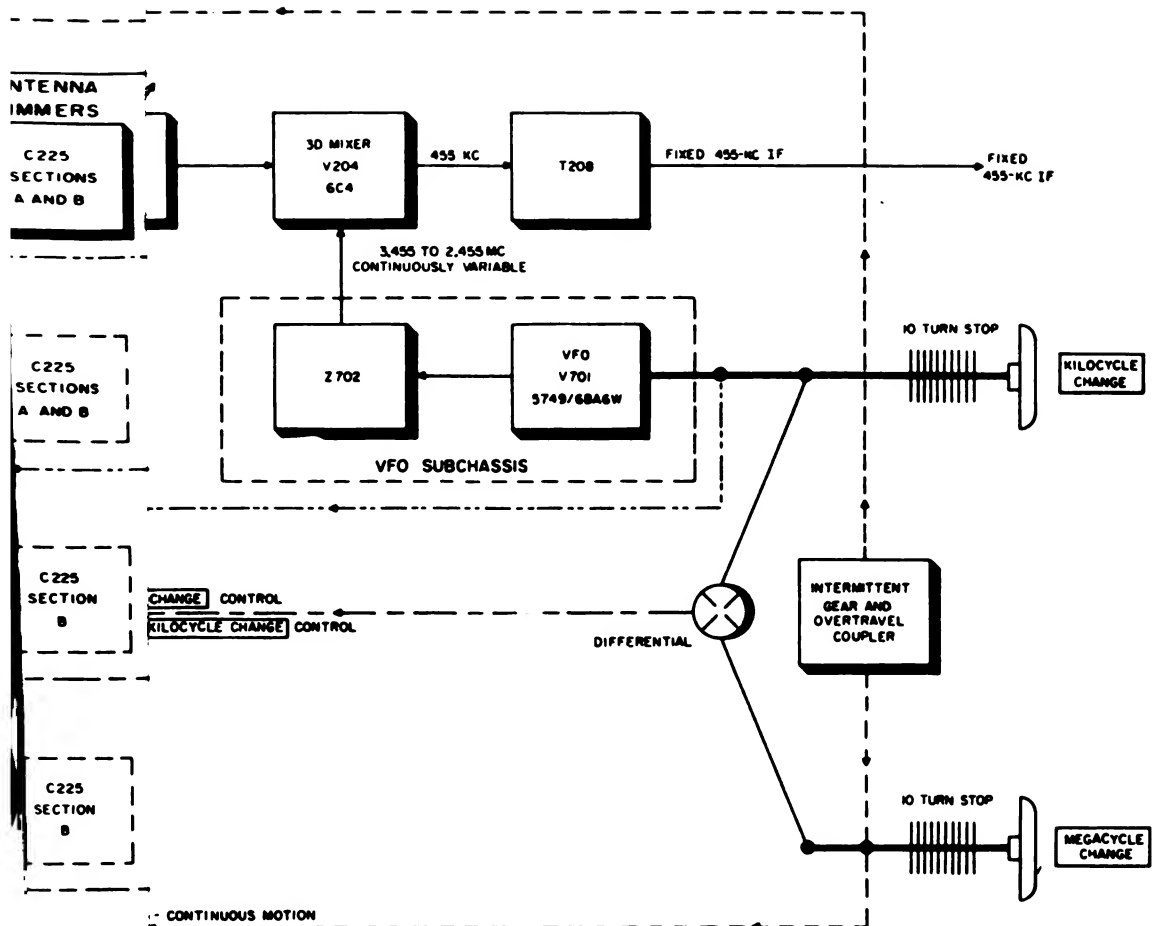 NTENNA
IMMERS
C225
SECTIONS
A AND B
3D MIXER
V204
6C4
455 KC
T208
FIXED 455-KC IF
FIXED
455-KC IF
3.455 TO 2.455MC
CONTINUOUSLY VARIABLE
C225
SECTIONS
A AND B
Z702
VFO
V701
5749/6BA6W
VFO SUBCHASSIS
10 TURN STOP
KILOCYCLE
CHANGE
C225
SECTION
B
CHANGE CONTROL
KILOCYCLE CHANGE CONTROL
DIFFERENTIAL
INTERMITTENT
GEAR AND
OVERTRAVEL
COUPLER
C225
SECTION
B
10 TURN STOP
MEGACYCLE
CHANGE
- CONTINUOUS MOTION